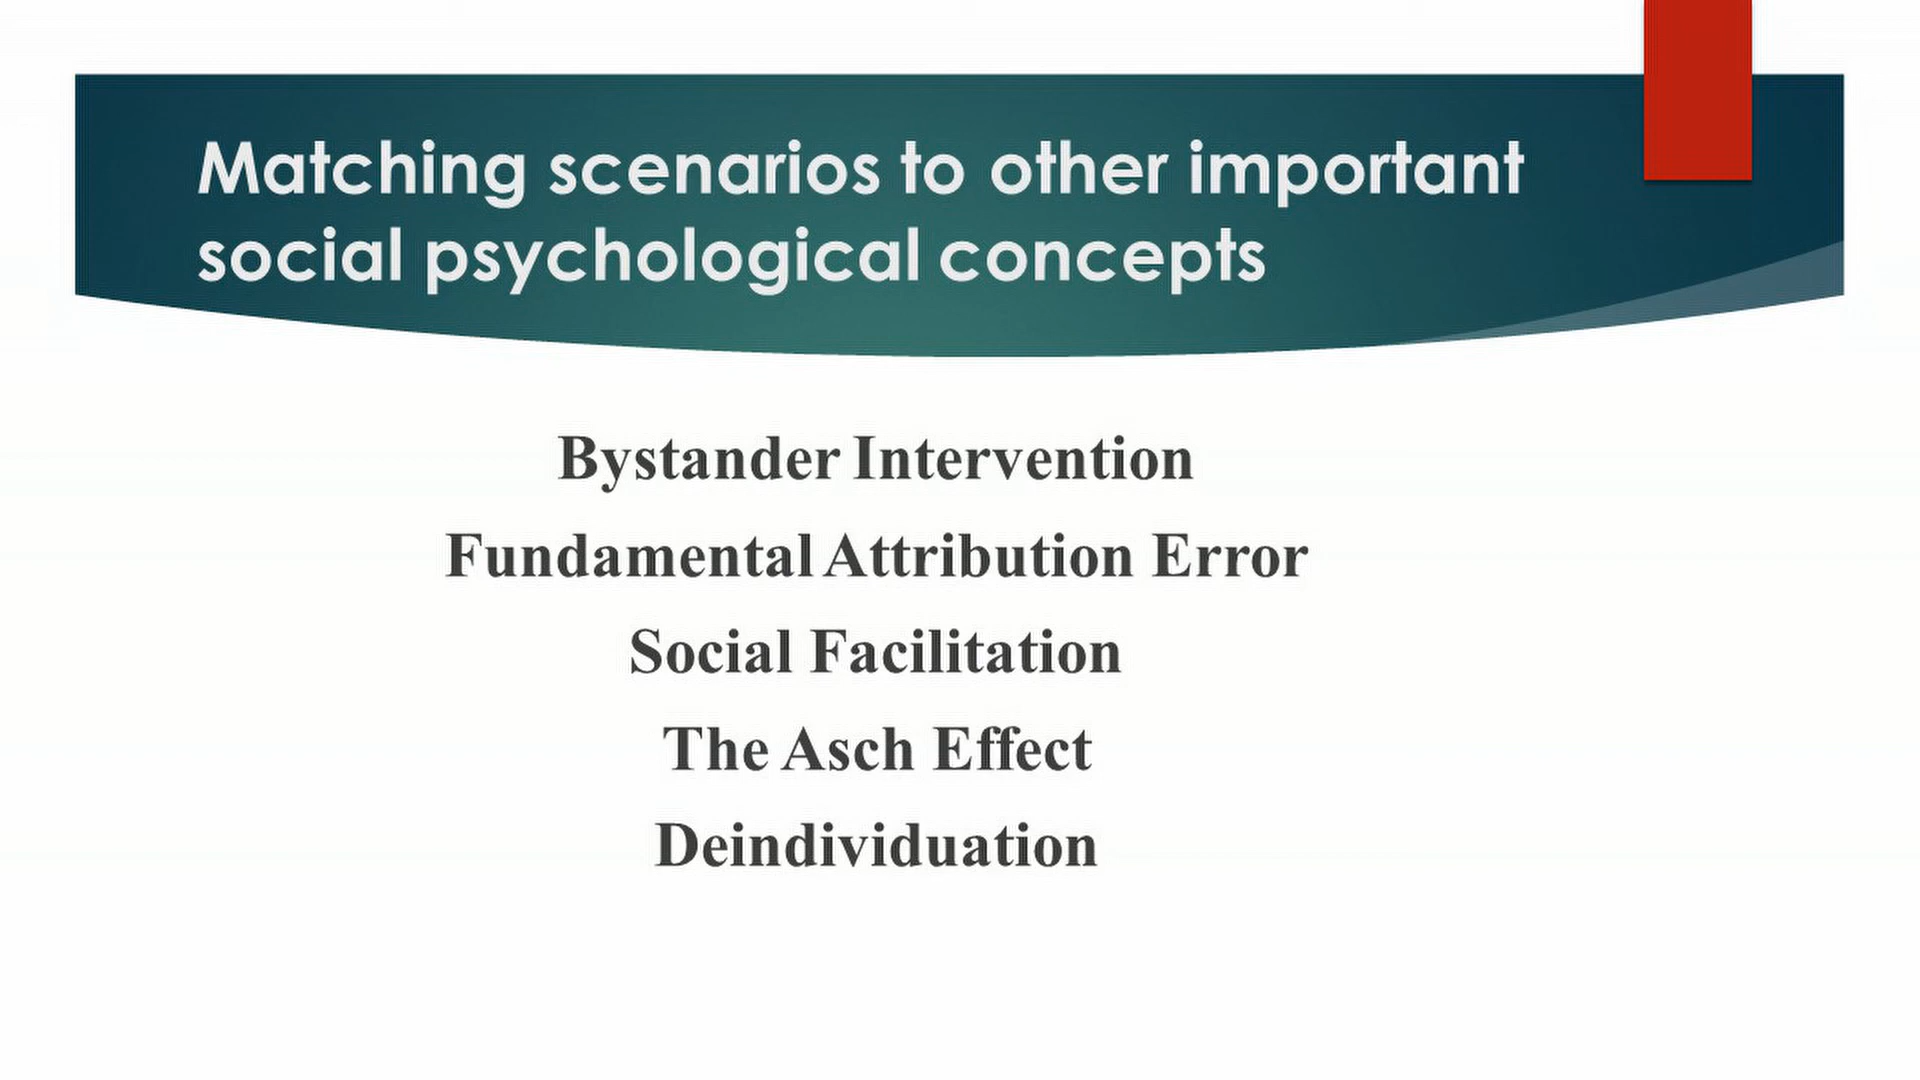 Matching scenarios to other important
social psychological concepts
Bystander Intervention
Fundamental Attribution Error
Social Facilitation
The Asch Effect
Deindividuation